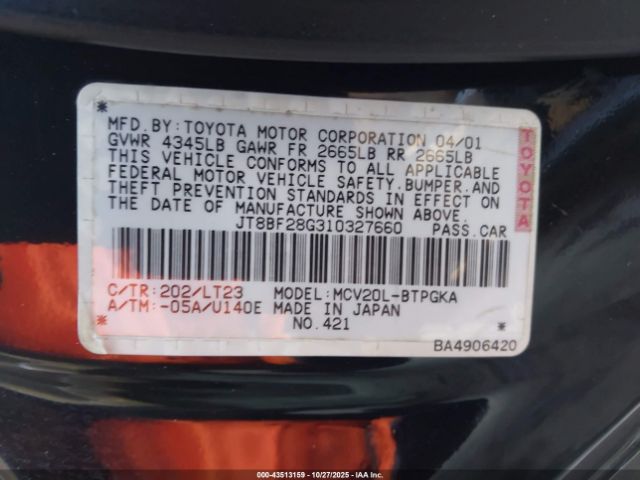 MFD.BY:TOYOTA MOTOR CORPORATION 04/01
GVWR 4345LB GAWR FR 2665LB RR 2665LB
THIS VEHICLE CONFORMS TO ALL APPLICABLE
FEDERAL MOTOR VEHICLE SAFETY.BUMPER.AND
THEFT PREVENTION STANDARDS IN EFFECT ON
THE DATE OF MANUFACTURE SHOWN ABOVE.
JT8BF28G310327660 PASS.CAR
C/TR:202/LT23 MODEL:MCV20L-BTPGKA
A/TM:-05A/U140E MADE IN JAPAN
NO.421
BA4906420
TOYOTA
000-43513159 | 10/27/2025 | IAAI.COM